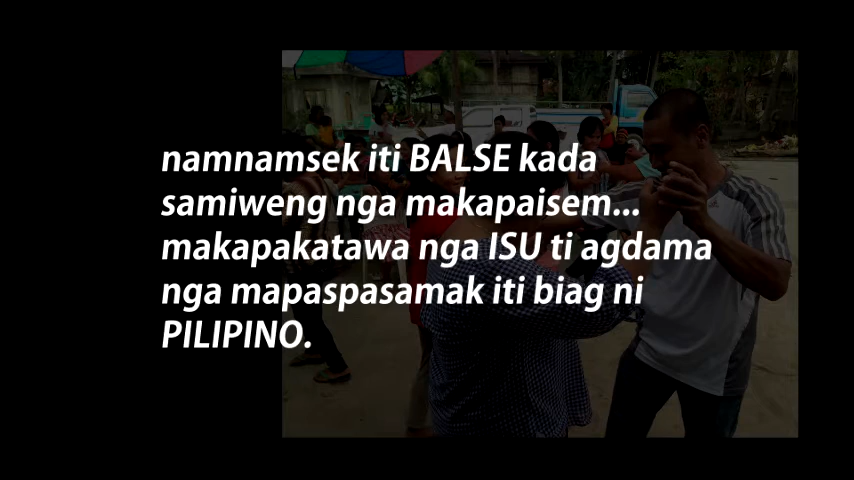 namnamsek iti BALSE kada
samiweng nga makapaisem...
makapakatawa nga ISU ti agdama
nga mapaspasamak iti biag ni
PILIPINO.